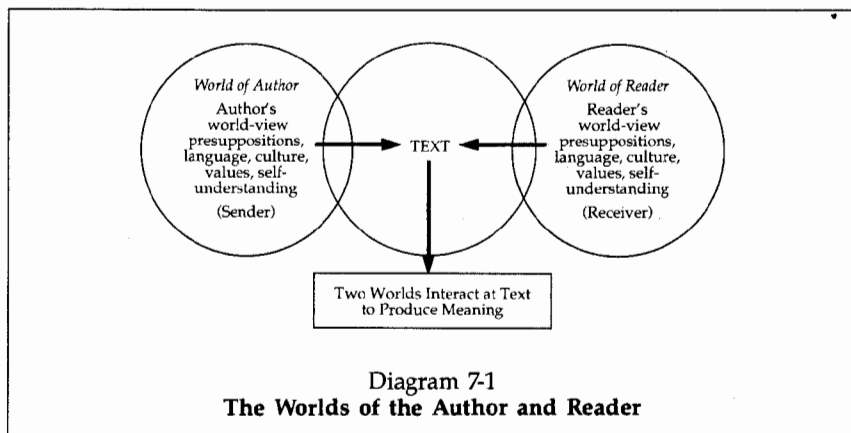 World of Author
Author's
world-view
presuppositions,
language, culture,
values, self-
understanding
(Sender)
TEXT
World of Reader
Reader's
world-view
presuppositions,
language, culture,
values, self-
understanding
(Receiver)
Two Worlds Interact at Text
to Produce Meaning
Diagram 7-1
The Worlds of the Author and Reader